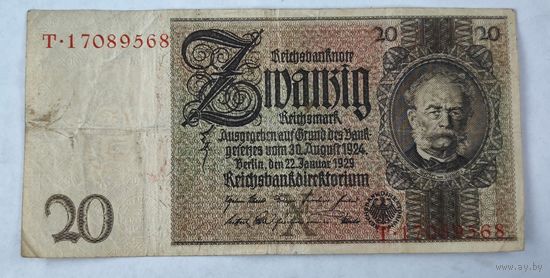 T·17089568
20
20
Reichsbanknote
Zwanzig
Reichsmark
Ausgegeben auf Grund des Bank-
gesetzes vom 30. August 1924
Berlin, den 22. Januar 1929
Reichsbankdirektorium
20
T·17089568
www.ay.by